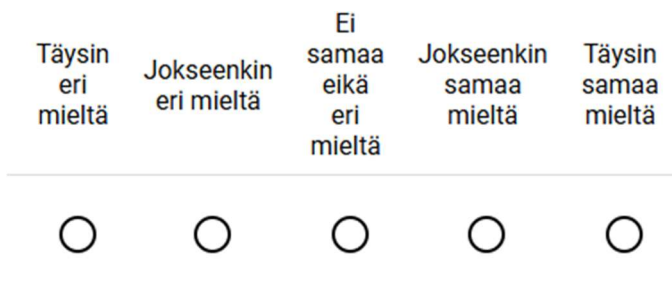 Täysin
eri
mieltä
Jokseenkin
eri mieltä
Ei
samaa
eikä
eri
mieltä
Jokseenkin
samaa
mieltä
Täysin
samaa
mieltä